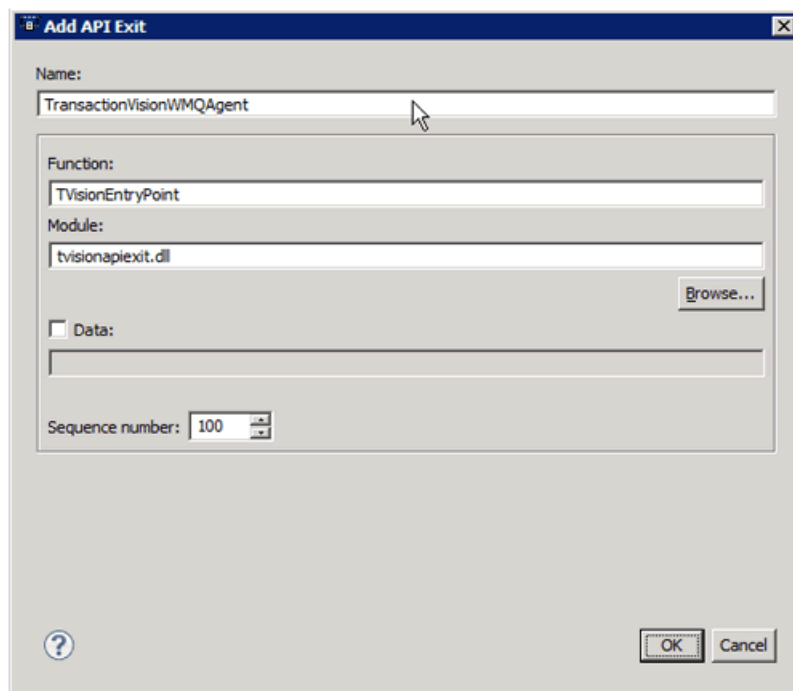 Add API Exit
Name:
TransactionVisionWMQAgent
Function:
TVisionEntryPoint
Module:
tvisionapiexit.dll
Browse...
Data:
Sequence number: 100
? OK Cancel